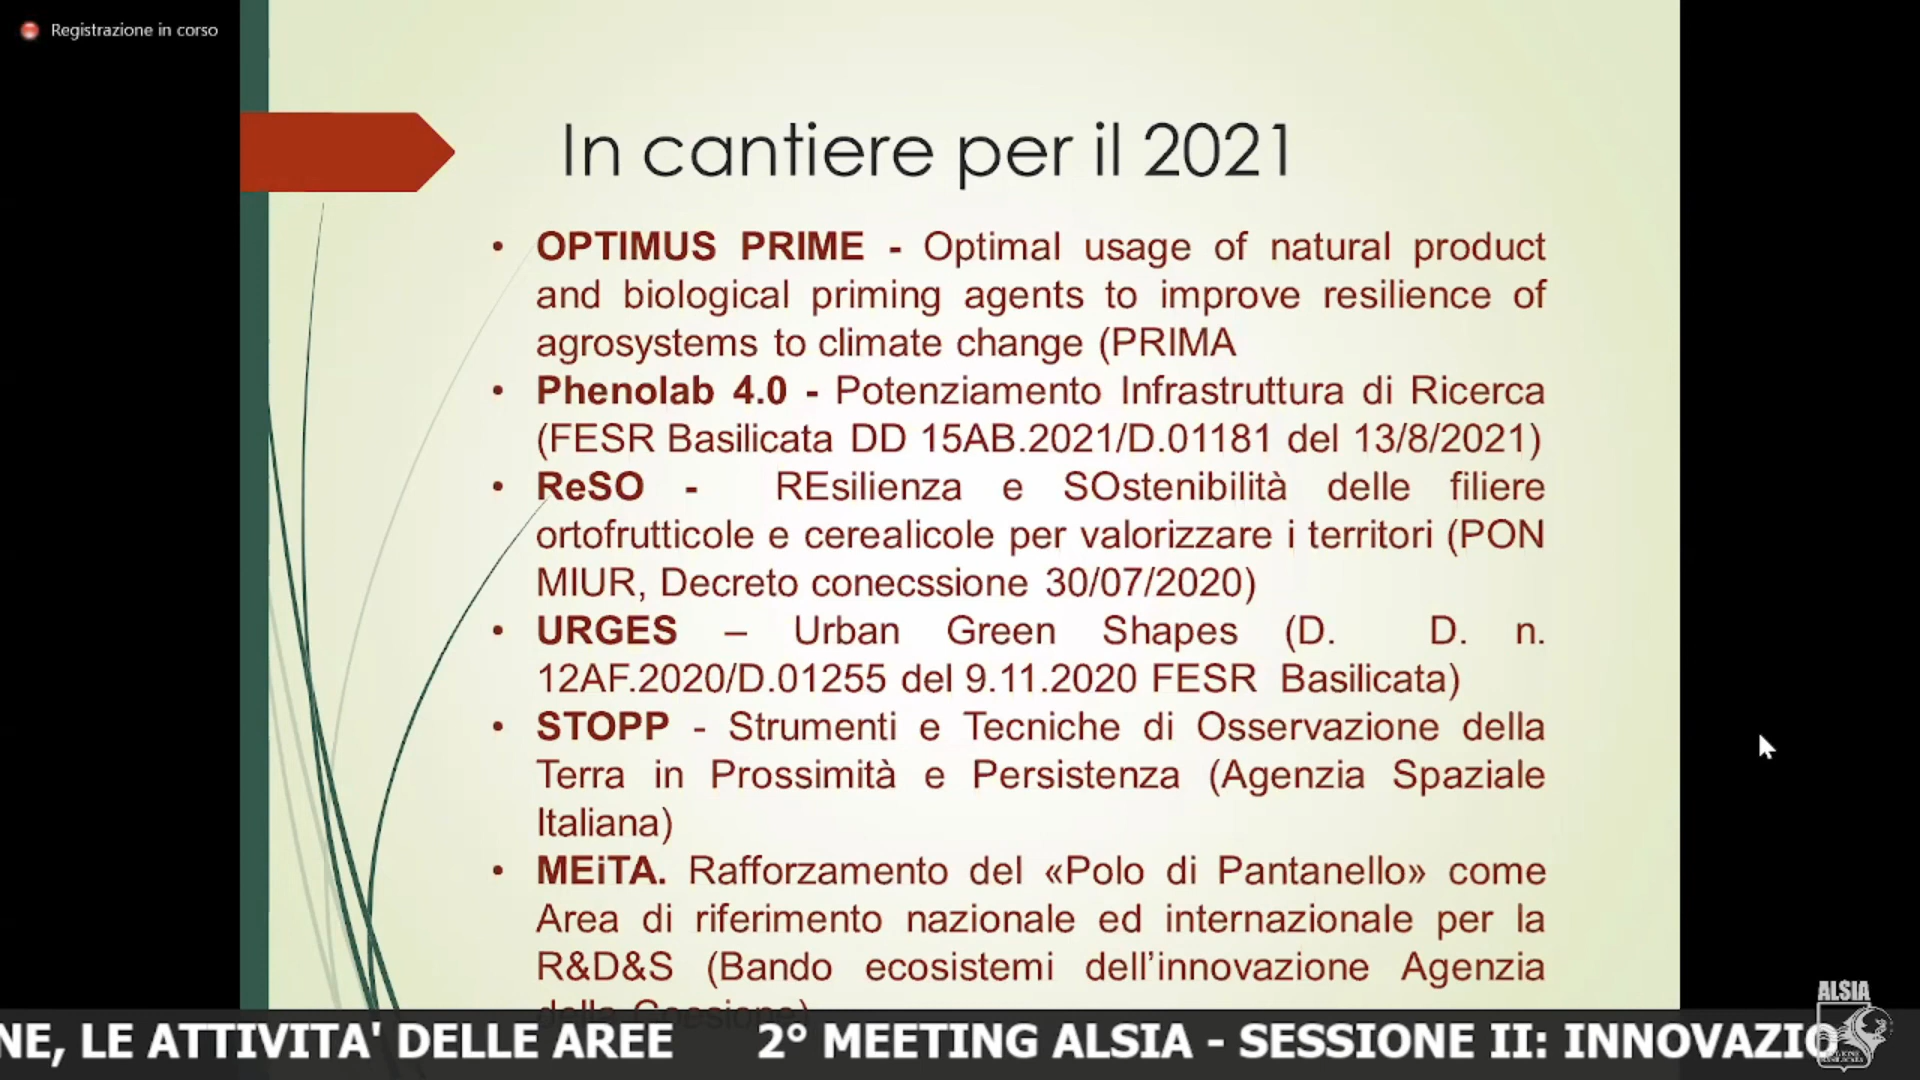 Registrazione in corso
In cantiere per il 2021
• OPTIMUS PRIME - Optimal usage of natural product
and biological priming agents to improve resilience of
agrosystems to climate change (PRIMA
• Phenolab 4.0 - Potenziamento Infrastruttura di Ricerca
(FESR Basilicata DD 15AB.2021/D.01181 del 13/8/2021)
• ReSO - REsilienza e SOstenibilità delle filiere
ortofrutticole e cerealicole per valorizzare i territori (PON
MIUR, Decreto conecssione 30/07/2020)
• URGES – Urban Green Shapes (D. D. n.
12AF.2020/D.01255 del 9.11.2020 FESR Basilicata)
• STOPP - Strumenti e Tecniche di Osservazione della
Terra in Prossimità e Persistenza (Agenzia Spaziale
Italiana)
• MEiTA. Rafforzamento del «Polo di Pantanello» come
Area di riferimento nazionale ed internazionale per la
R&D&S (Bando ecosistemi dell’innovazione Agenzia
della Coesione)
ALSIA
NE, LE ATTIVITA' DELLE AREE 2° MEETING ALSIA - SESSIONE II: INNOVAZIO